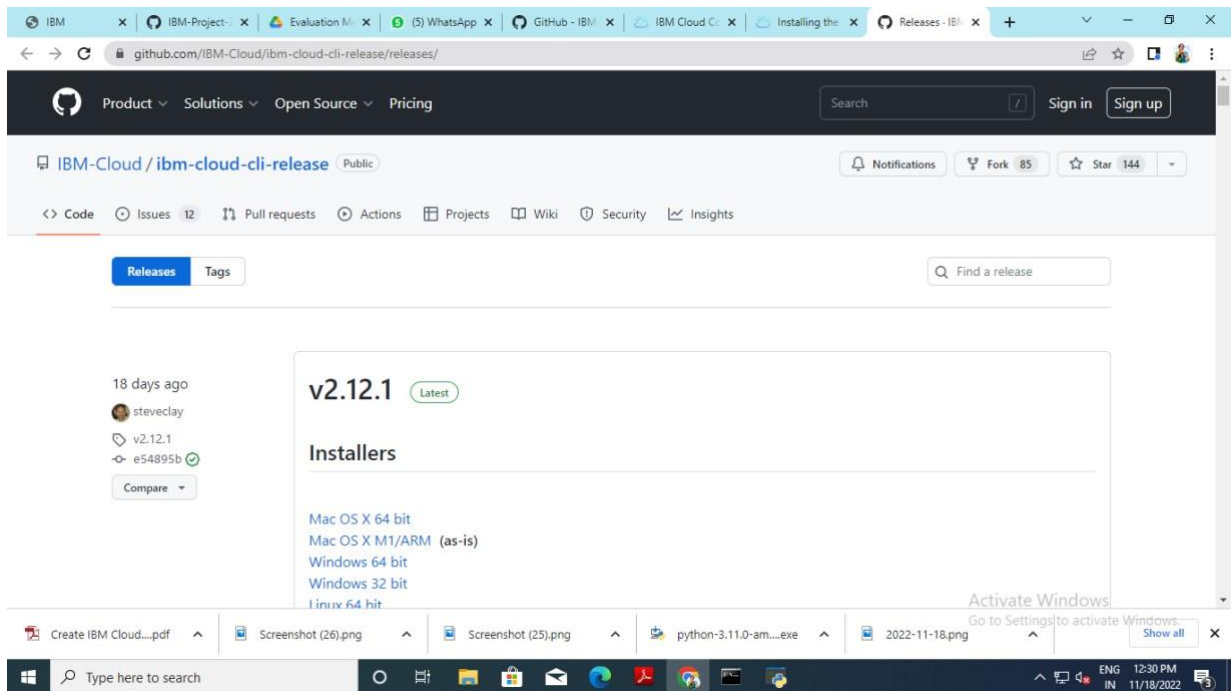 IBM
IBM-Project-
Evaluation M
(5) WhatsApp
GitHub - IBM
IBM Cloud C
Installing the
Releases · IB
github.com/IBM-Cloud/ibm-cloud-cli-release/releases/
Product Solutions Open Source Pricing
Search /
Sign in Sign up
IBM-Cloud / ibm-cloud-cli-release Public
Notifications Fork 85 Star 144
<> Code Issues 12 Pull requests Actions Projects Wiki Security Insights
Releases Tags
Find a release
18 days ago
steveclay
v2.12.1
e54895b
Compare
v2.12.1 Latest
Installers
Mac OS X 64 bit
Mac OS X M1/ARM (as-is)
Windows 64 bit
Windows 32 bit
Linux 64 bit
Activate Windows
Go to Settings to activate Windows.
Create IBM Cloud....pdf Screenshot (26).png Screenshot (25).png python-3.11.0-am....exe 2022-11-18.png Show all
Type here to search
ENG 12:30 PM
IN 11/18/2022
3